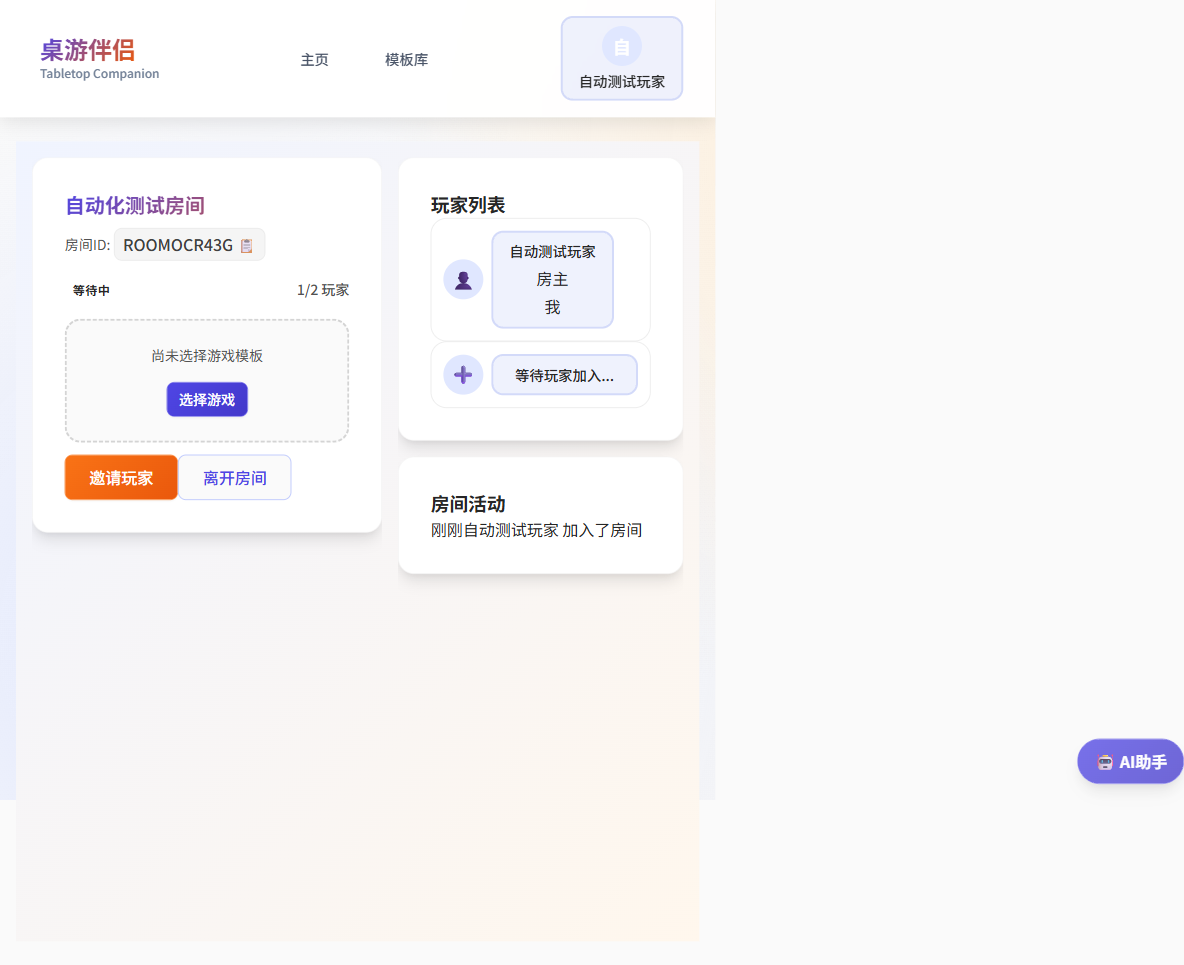 桌游伴侣
Tabletop Companion
主页
模板库
自
自动测试玩家
自动化测试房间
房间ID: ROOMOCR43G
等待中
1/2 玩家
尚未选择游戏模板
选择游戏
邀请玩家
离开房间
玩家列表
自动测试玩家
房主
我
等待玩家加入...
房间活动
刚刚自动测试玩家 加入了房间
AI助手